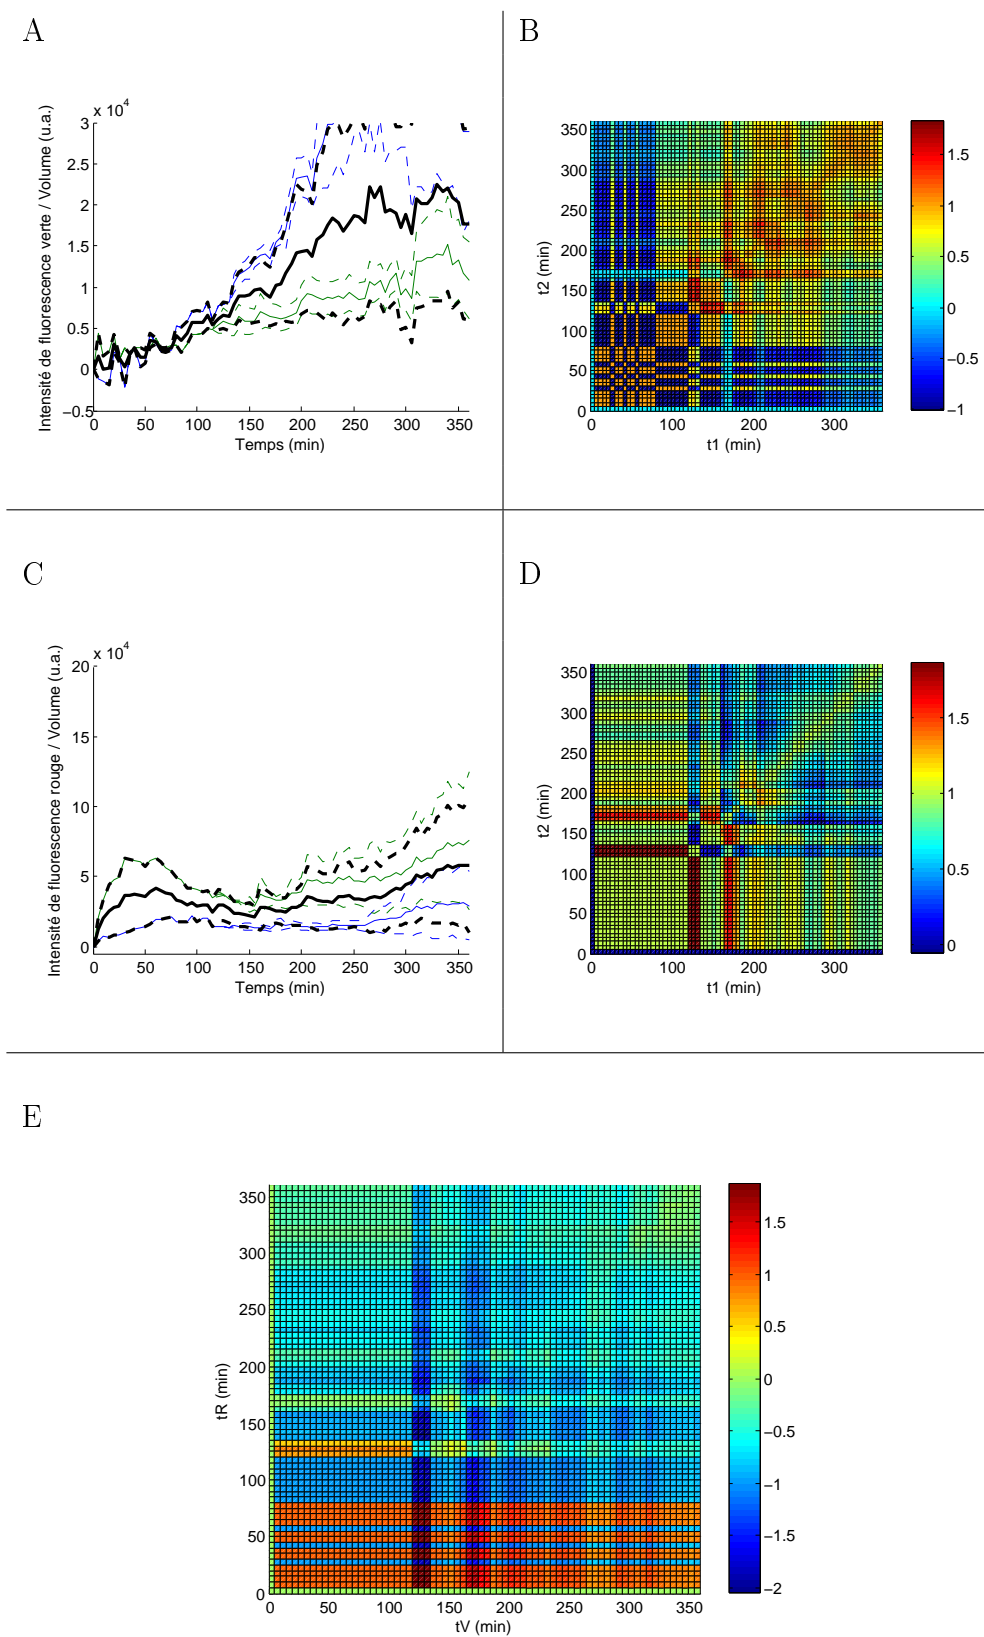 A
x 10^4
3
2.5
2
1.5
1
0.5
0
−0.5
Intensité de fluorescence verte / Volume (u.a.)
0 50 100 150 200 250 300 350
Temps (min)
B
350
300
250
200
150
100
50
0
t2 (min)
0 100 200 300
t1 (min)
1.5
1
0.5
0
−0.5
−1
C
x 10^4
20
15
10
5
0
Intensité de fluorescence rouge / Volume (u.a.)
0 50 100 150 200 250 300 350
Temps (min)
D
350
300
250
200
150
100
50
0
t2 (min)
0 100 200 300
t1 (min)
1.5
1
0.5
0
E
350
300
250
200
150
100
50
0
tR (min)
0 50 100 150 200 250 300 350
tV (min)
1.5
1
0.5
0
−0.5
−1
−1.5
−2